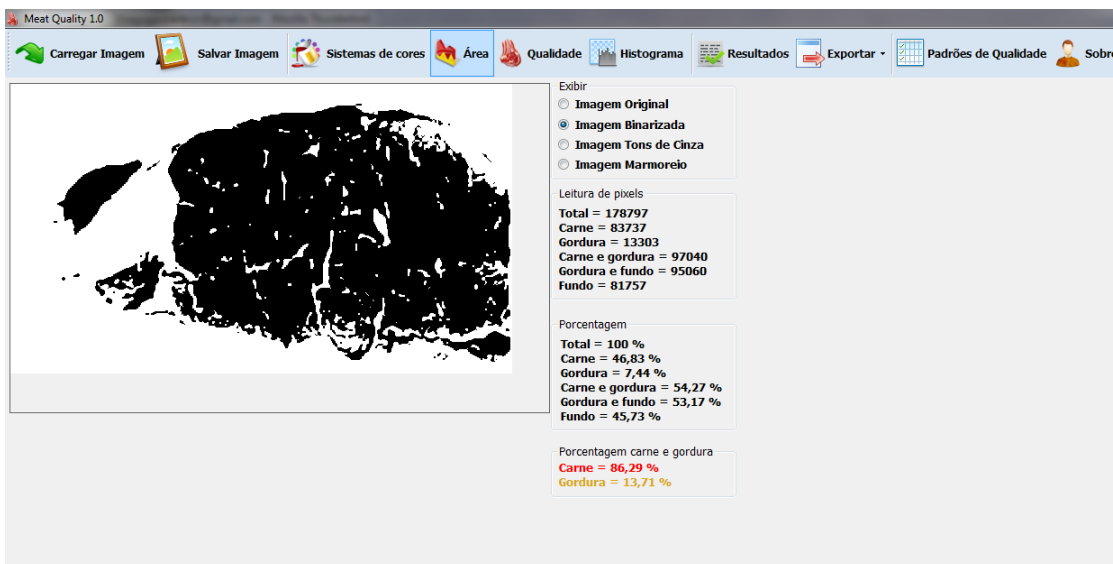 Meat Quality 1.0
Carregar Imagem Salvar Imagem Sistemas de cores Área Qualidade Histograma Resultados Exportar Padrões de Qualidade Sobre
Exibir
Imagem Original
Imagem Binarizada
Imagem Tons de Cinza
Imagem Marmoreio
Leitura de pixels
Total = 178797
Carne = 83737
Gordura = 13303
Carne e gordura = 97040
Gordura e fundo = 95060
Fundo = 81757
Porcentagem
Total = 100 %
Carne = 46,83 %
Gordura = 7,44 %
Carne e gordura = 54,27 %
Gordura e fundo = 53,17 %
Fundo = 45,73 %
Porcentagem carne e gordura
Carne = 86,29 %
Gordura = 13,71 %